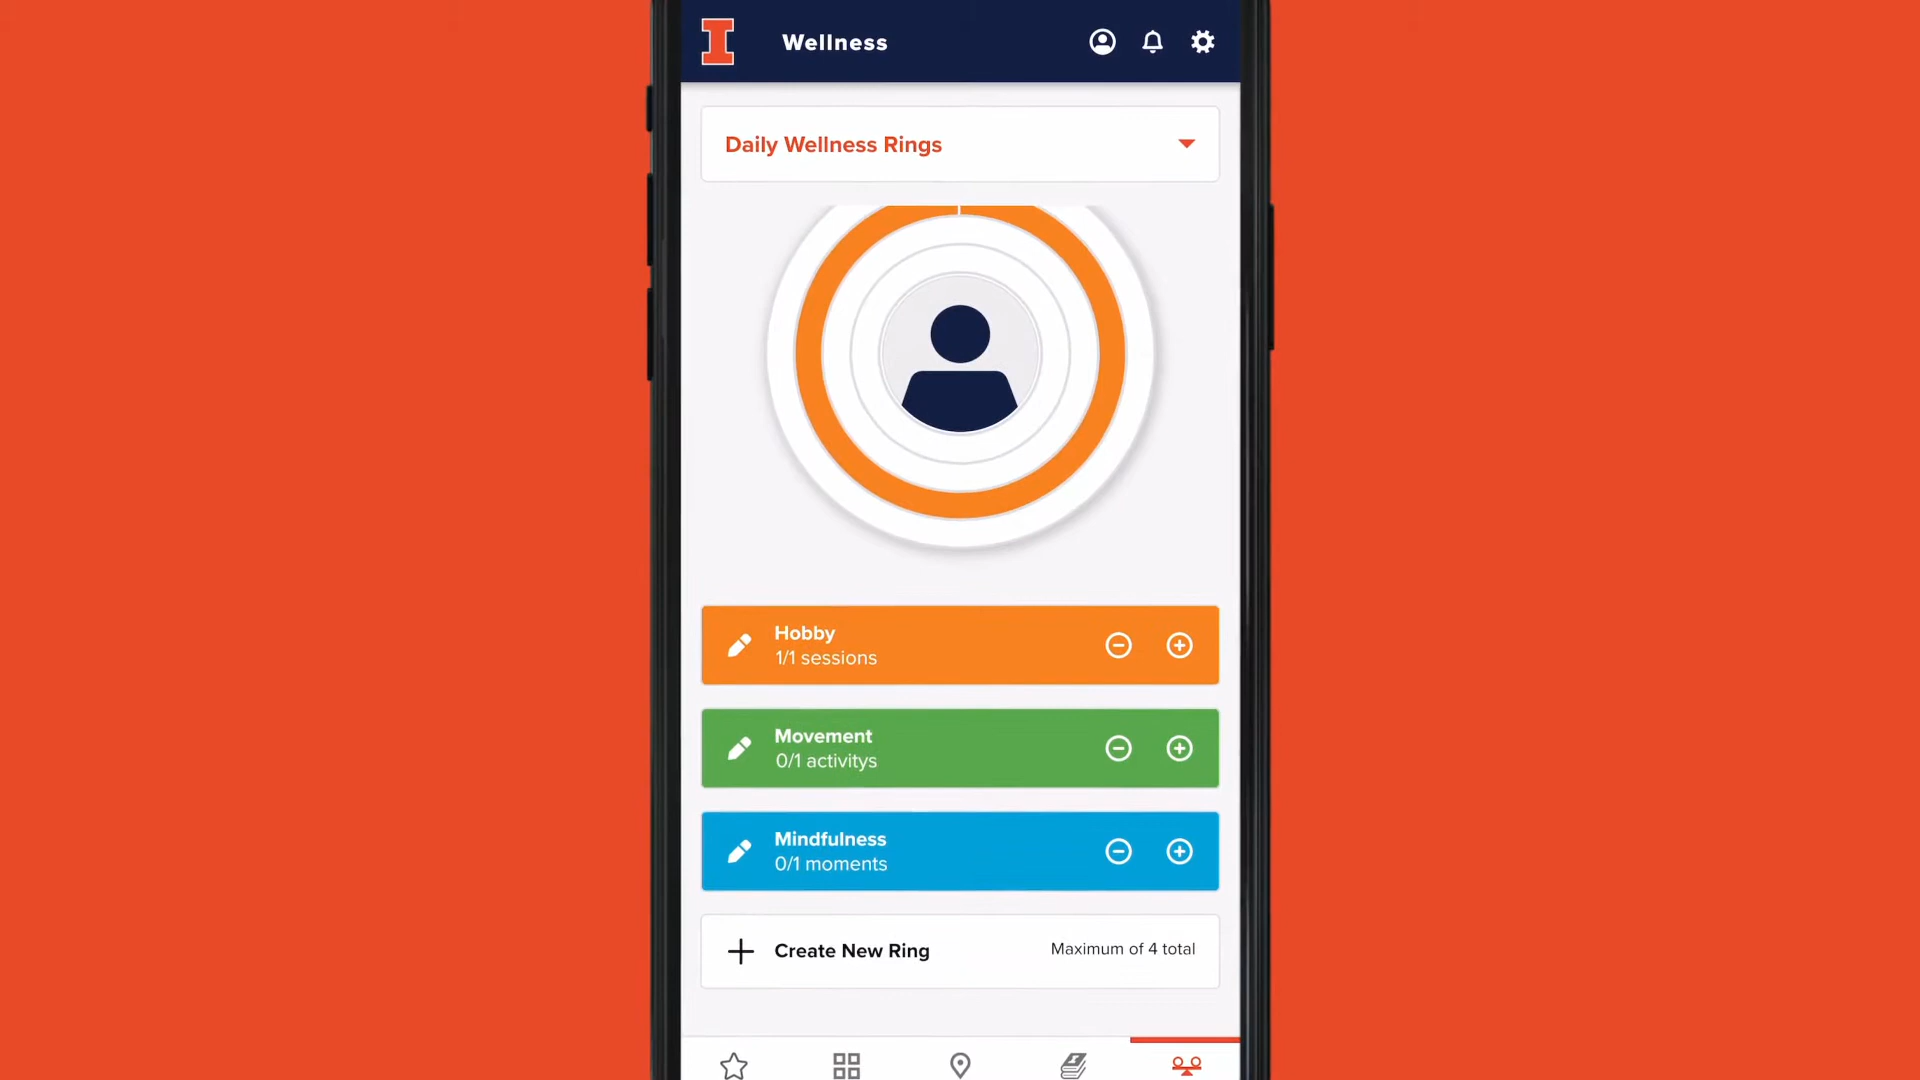 I
Wellness
Daily Wellness Rings
Hobby
1/1 sessions
Movement
0/1 activitys
Mindfulness
0/1 moments
Create New Ring
Maximum of 4 total